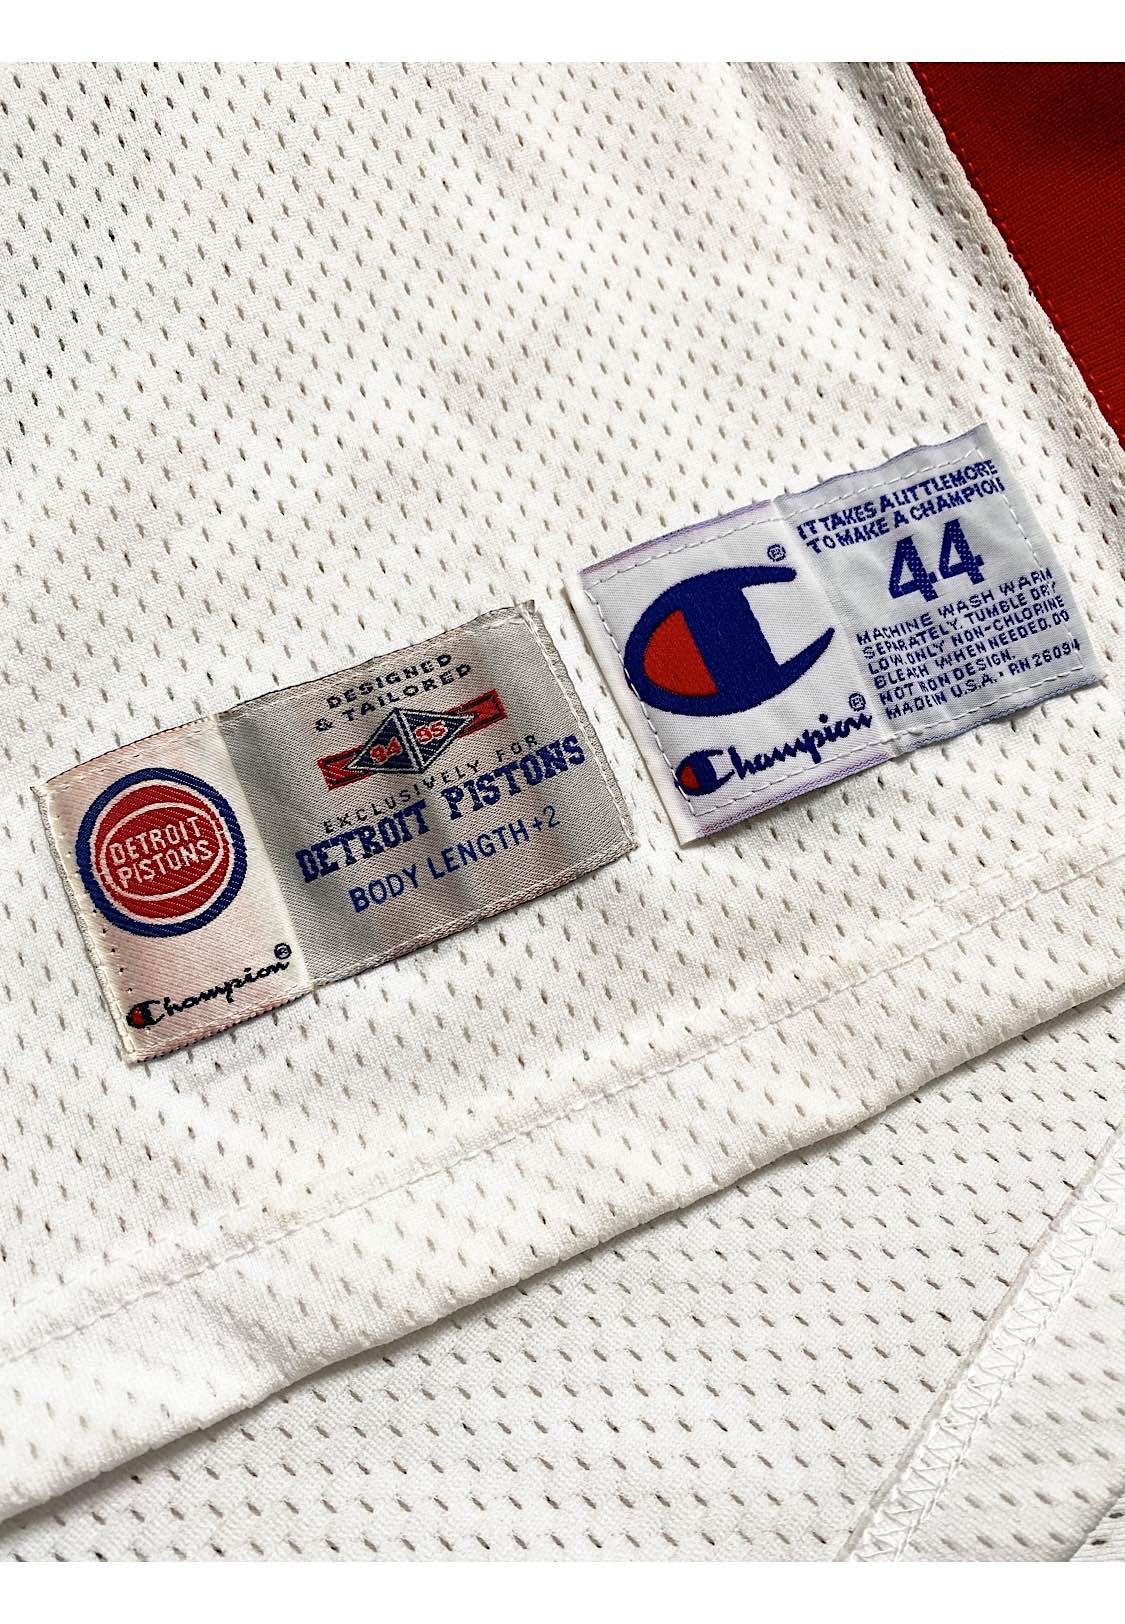 DETROIT
PISTONS
Champion®
DESIGNED
& TAILORED
94 95
EXCLUSIVELY FOR
DETROIT PISTONS
BODY LENGTH +2
®
Champion®
IT TAKES A LITTLE MORE
TO MAKE A CHAMPION
44
MACHINE WASH WARM
SEPARATELY. TUMBLE DRY
LOW. ONLY NON-CHLORINE
BLEACH WHEN NEEDED. DO
NOT IRON DESIGN.
MADE IN U.S.A. • RN 26094